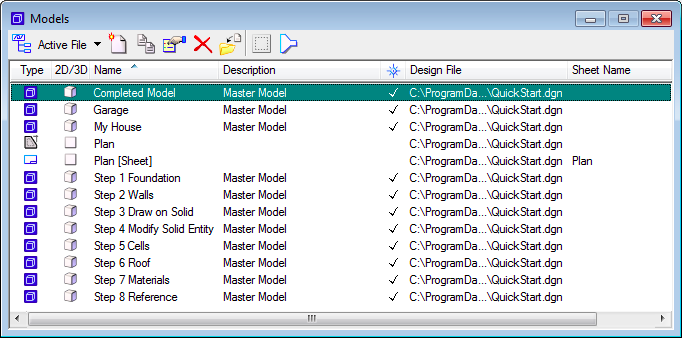 Models
Active File
Type 2D/3D Name Description Design File Sheet Name
Completed Model Master Model C:\ProgramDa...\QuickStart.dgn
Garage Master Model C:\ProgramDa...\QuickStart.dgn
My House Master Model C:\ProgramDa...\QuickStart.dgn
Plan C:\ProgramDa...\QuickStart.dgn
Plan [Sheet] C:\ProgramDa...\QuickStart.dgn Plan
Step 1 Foundation Master Model C:\ProgramDa...\QuickStart.dgn
Step 2 Walls Master Model C:\ProgramDa...\QuickStart.dgn
Step 3 Draw on Solid Master Model C:\ProgramDa...\QuickStart.dgn
Step 4 Modify Solid Entity Master Model C:\ProgramDa...\QuickStart.dgn
Step 5 Cells Master Model C:\ProgramDa...\QuickStart.dgn
Step 6 Roof Master Model C:\ProgramDa...\QuickStart.dgn
Step 7 Materials Master Model C:\ProgramDa...\QuickStart.dgn
Step 8 Reference Master Model C:\ProgramDa...\QuickStart.dgn